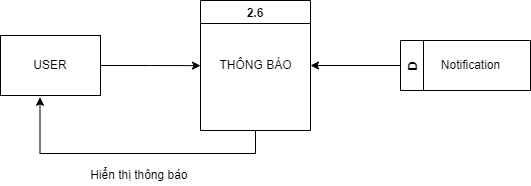 2.6
USER
THÔNG BÁO
D
Notification
Hiển thị thông báo